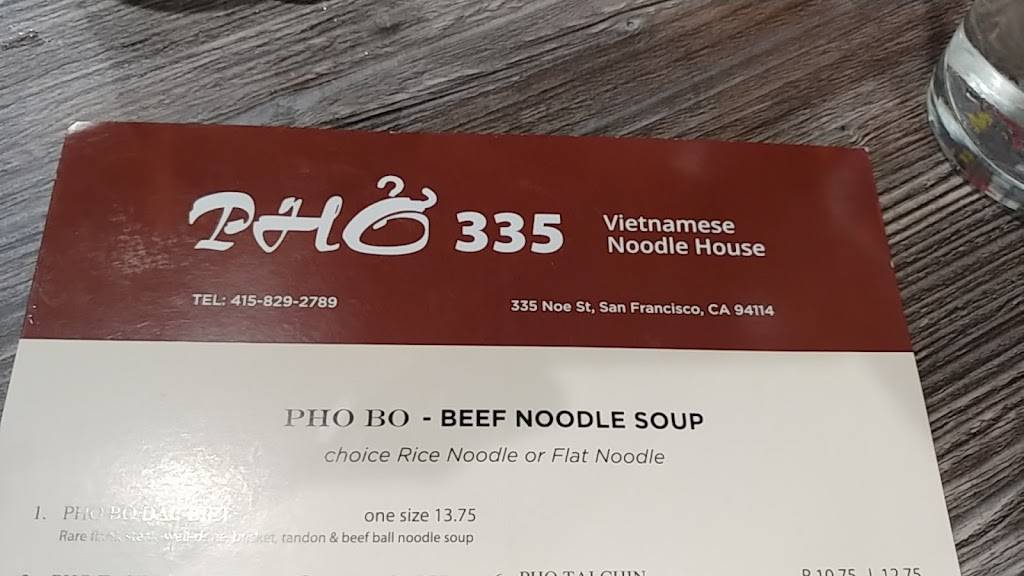 PHỞ 335
Vietnamese
Noodle House
TEL: 415-829-2789
335 Noe St, San Francisco, CA 94114
PHO BO - BEEF NOODLE SOUP
choice Rice Noodle or Flat Noodle
1. PHO BO one size 13.75
Rare steak, tandon & beef ball noodle soup
PHO TAI CHIN